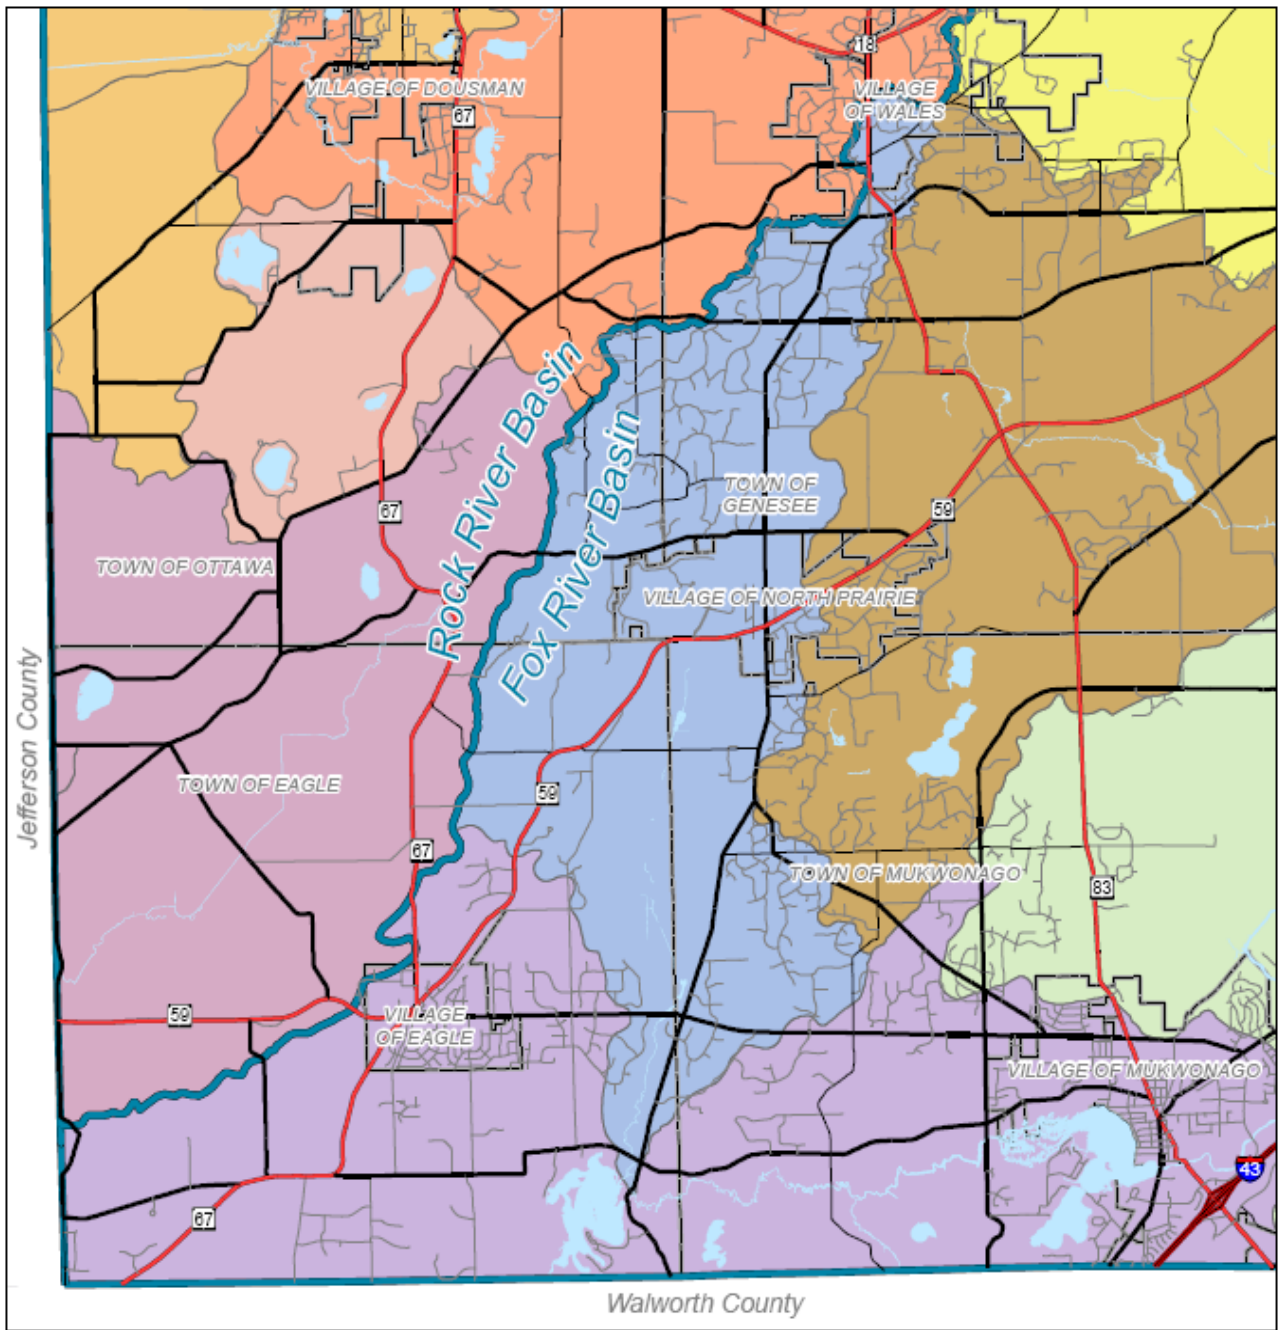 18
VILLAGE OF DOUSMAN
VILLAGE
OF WALES
67
Rock River Basin
Fox River Basin
TOWN OF
GENESEE
67
59
TOWN OF OTTAWA
VILLAGE OF NORTH PRAIRIE
Jefferson County
TOWN OF EAGLE
59
67
TOWN OF MUKWONAGO
83
59
VILLAGE
OF EAGLE
VILLAGE OF MUKWONAGO
43
67
Walworth County